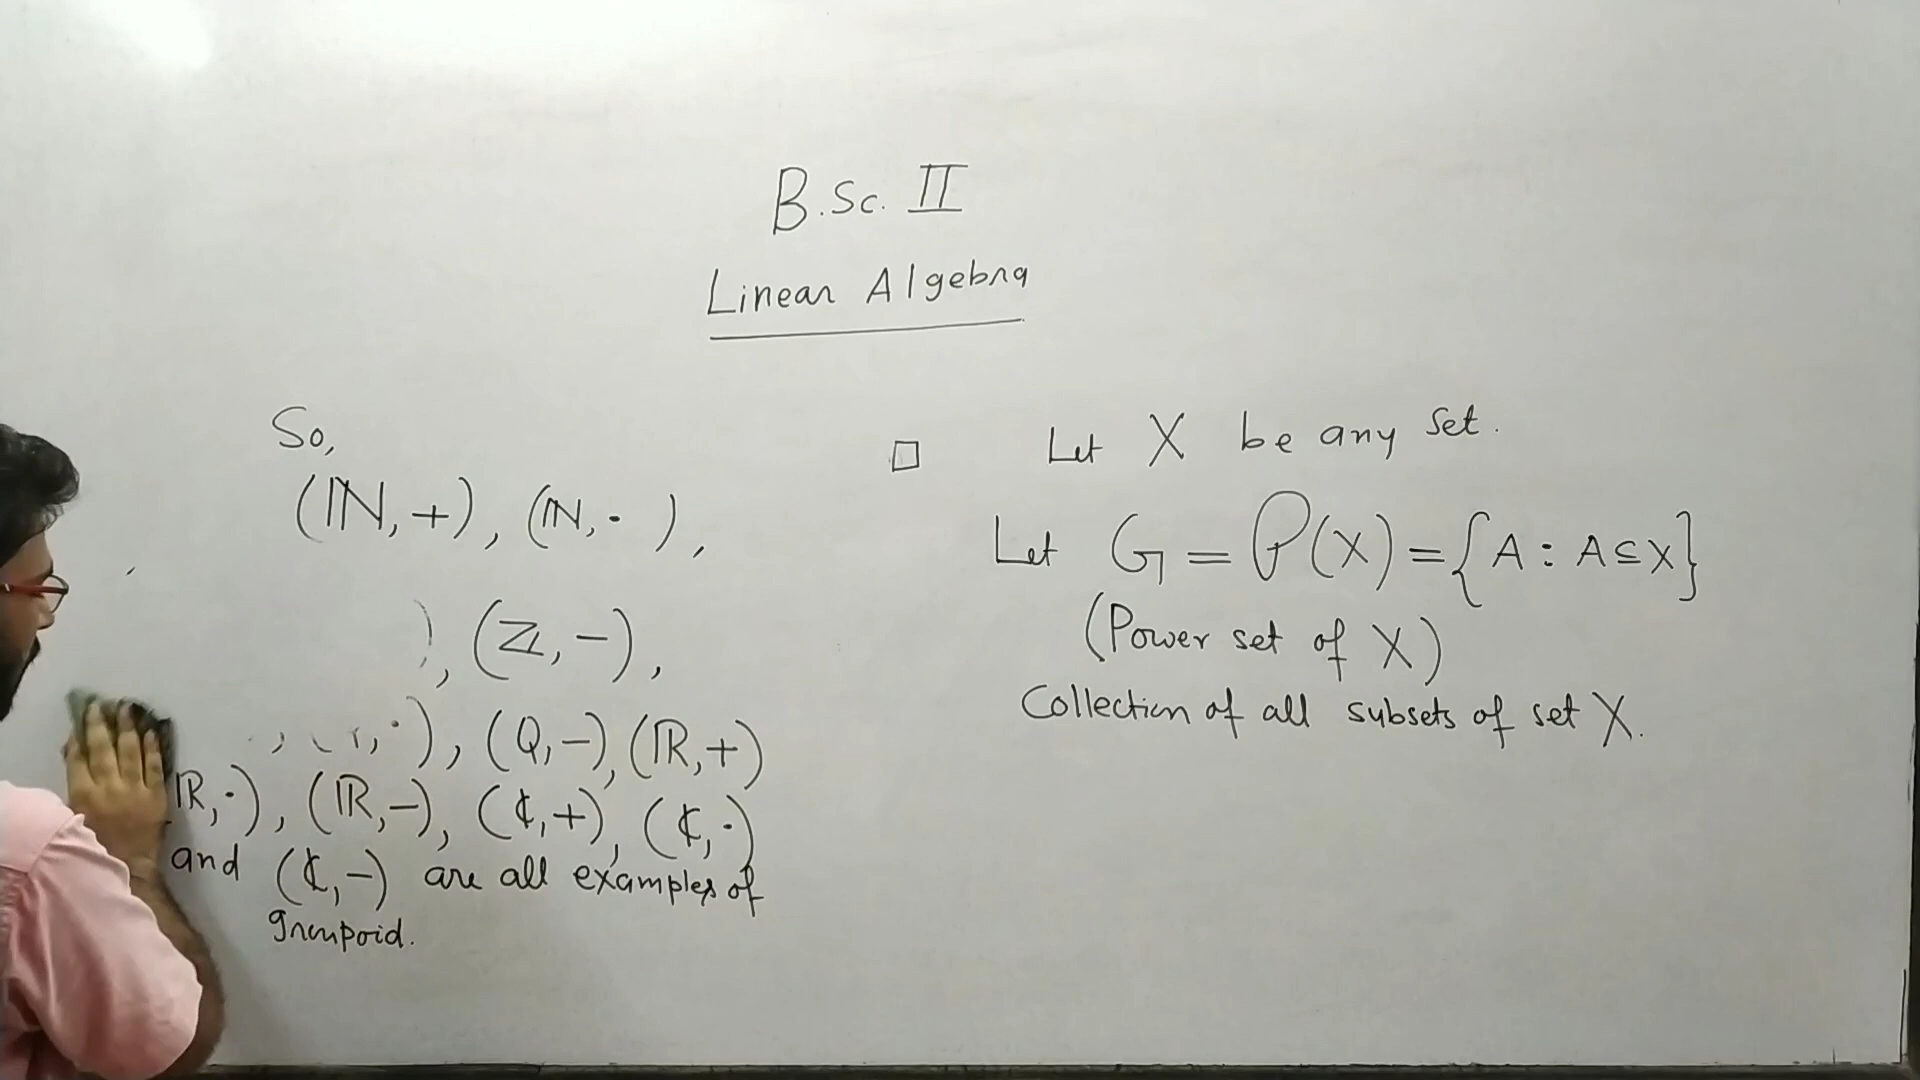 B.Sc. II
Linear Algebra
So,
(ℕ, +), (ℕ, · ),
), (ℤ, −),
, ·), (Q, −), (ℝ, +)
ℝ, ·), (ℝ, −), (ℂ, +), (ℂ, ·)
and (ℂ, −) are all examples of
groupoid.
□ Let X be any set.
Let G = P(X) = {A : A ⊆ X}
(Power set of X)
Collection of all subsets of set X.